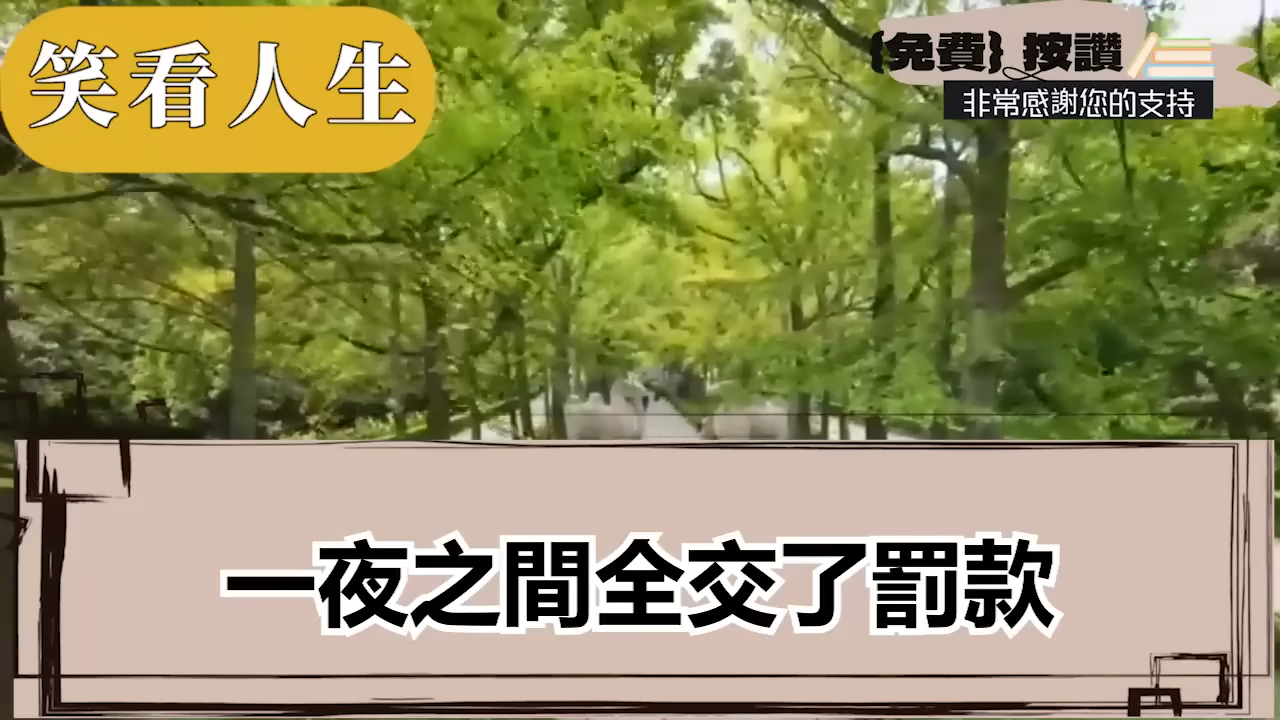 笑看人生
{免費} 按讚
非常感謝您的支持
一夜之間全交了罰款